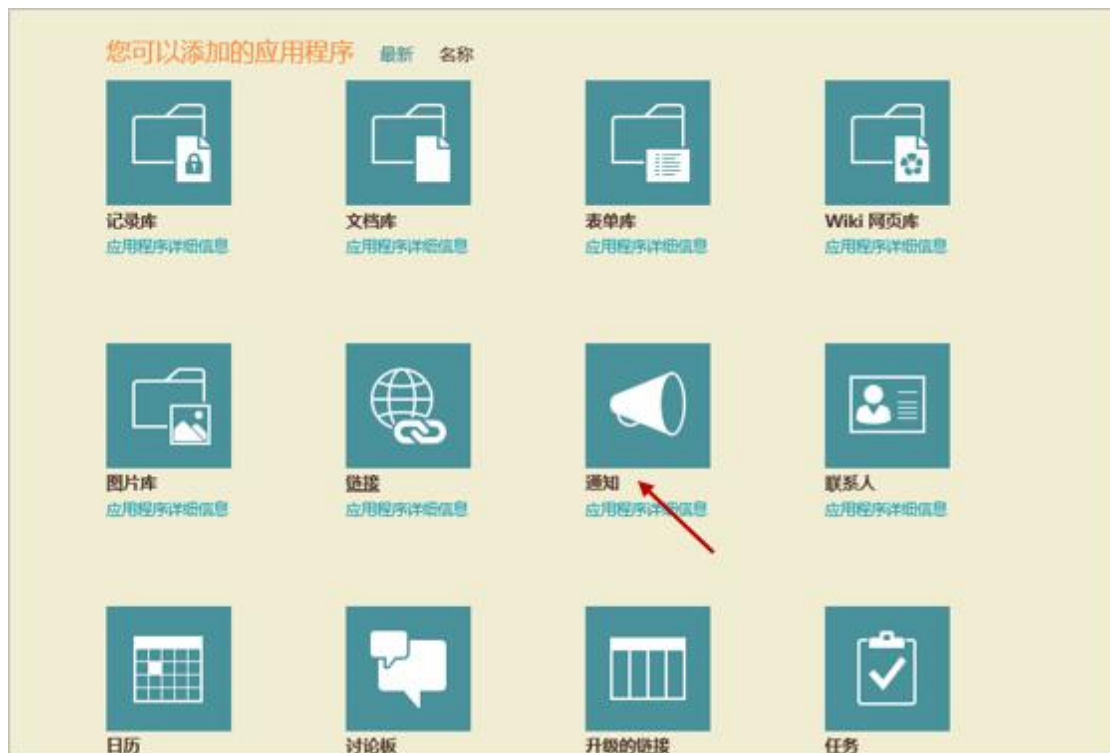 您可以添加的应用程序 最新 名称
记录库 文档库 表单库 Wiki 网页库
应用程序详细信息 应用程序详细信息 应用程序详细信息 应用程序详细信息
图片库 链接 通知 联系人
应用程序详细信息 应用程序详细信息 应用程序详细信息 应用程序详细信息
日历 讨论板 升级的链接 任务